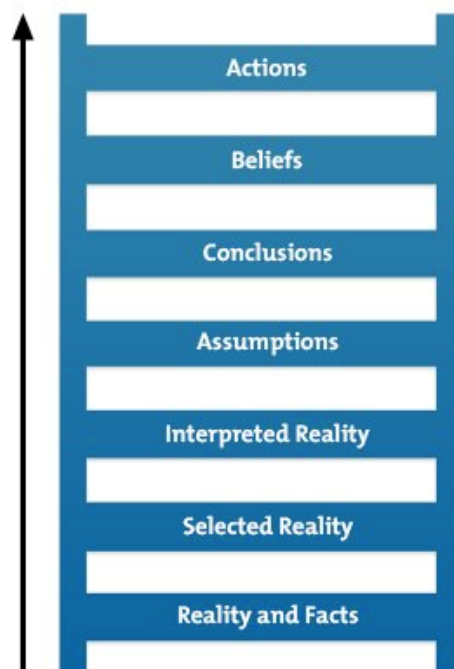 Actions
Beliefs
Conclusions
Assumptions
Interpreted Reality
Selected Reality
Reality and Facts